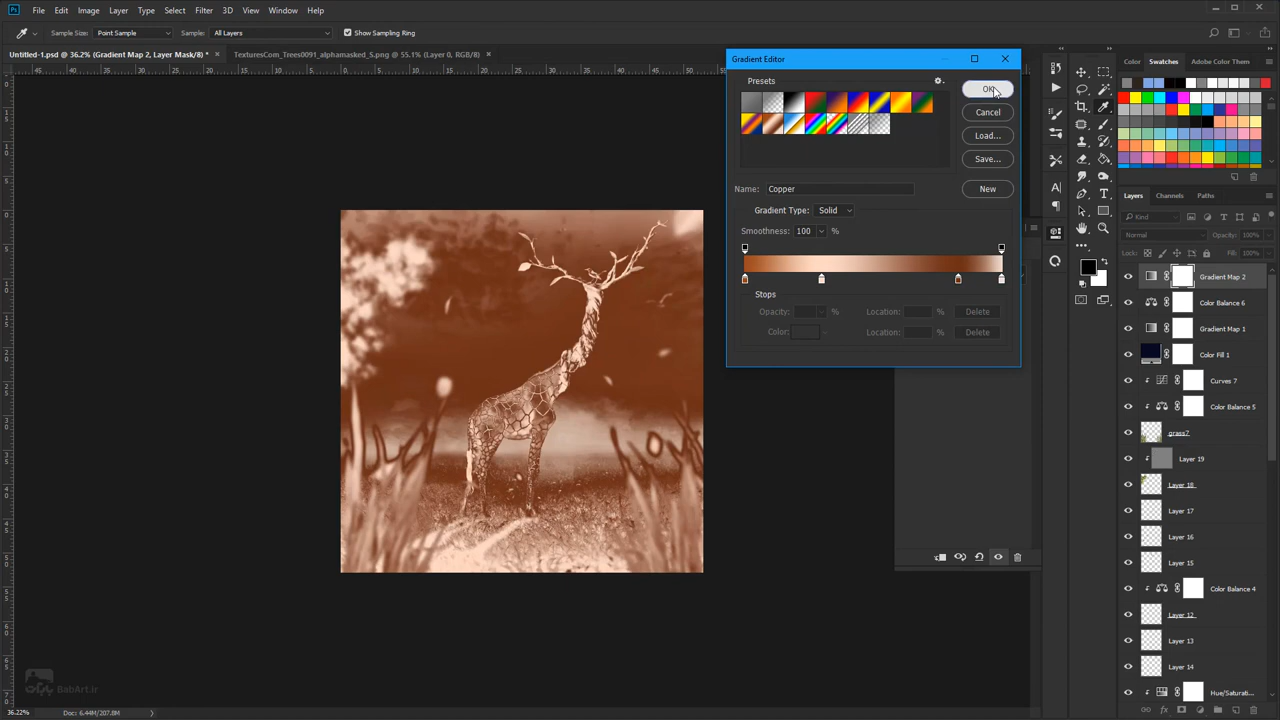 Ps File Edit Image Layer Type Select Filter 3D View Window Help
Sample Size: Point Sample Sample: All Layers Show Sampling Ring
Untitled-1.psd @ 36.2% (Gradient Map 2, Layer Mask/8) * × TexturesCom_Trees0091_alphamasked_S.png @ 55.1% (Layer 0, RGB/8) ×
Gradient Editor
Presets
OK
Cancel
Load...
Save...
Name: Copper
New
Gradient Type: Solid
Smoothness: 100 %
Stops
Opacity: % Location: % Delete
Color: Location: % Delete
Color Swatches Adobe Color Themes
Layers Channels Paths
Kind
Normal Opacity: 100%
Lock: Fill: 100%
Gradient Map 2
Color Balance 6
Gradient Map 1
Color Fill 1
Curves 7
Color Balance 5
grass7
Layer 19
Layer 18
Layer 17
Layer 16
Layer 15
Color Balance 4
Layer 12
Layer 13
Layer 14
Hue/Saturati...
BabArt.ir
36.22% Doc: 6.44M/207.8M